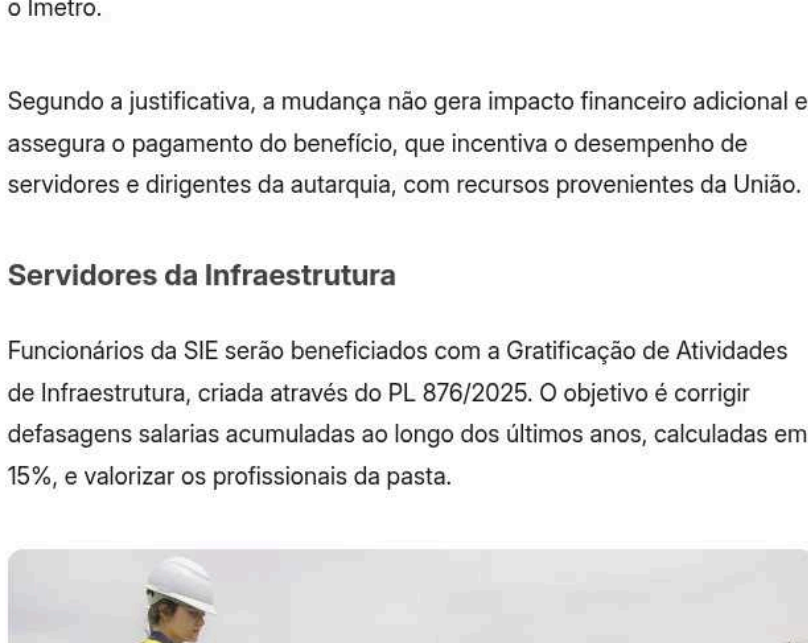 o Imetro.
Segundo a justificativa, a mudança não gera impacto financeiro adicional e
assegura o pagamento do benefício, que incentiva o desempenho de
servidores e dirigentes da autarquia, com recursos provenientes da União.
Servidores da Infraestrutura
Funcionários da SIE serão beneficiados com a Gratificação de Atividades
de Infraestrutura, criada através do PL 876/2025. O objetivo é corrigir
defasagens salarias acumuladas ao longo dos últimos anos, calculadas em
15%, e valorizar os profissionais da pasta.